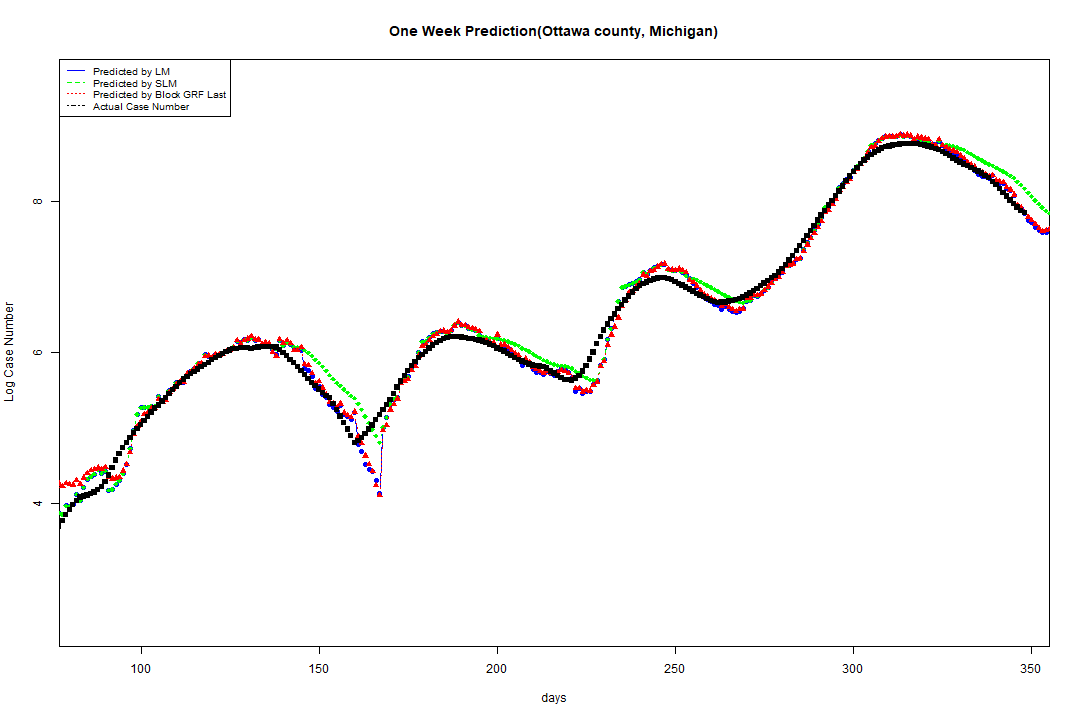 One Week Prediction(Ottawa county, Michigan)
Predicted by LM
Predicted by SLM
Predicted by Block GRF Last
Actual Case Number
Log Case Number
8
6
4
100 150 200 250 300 350
days